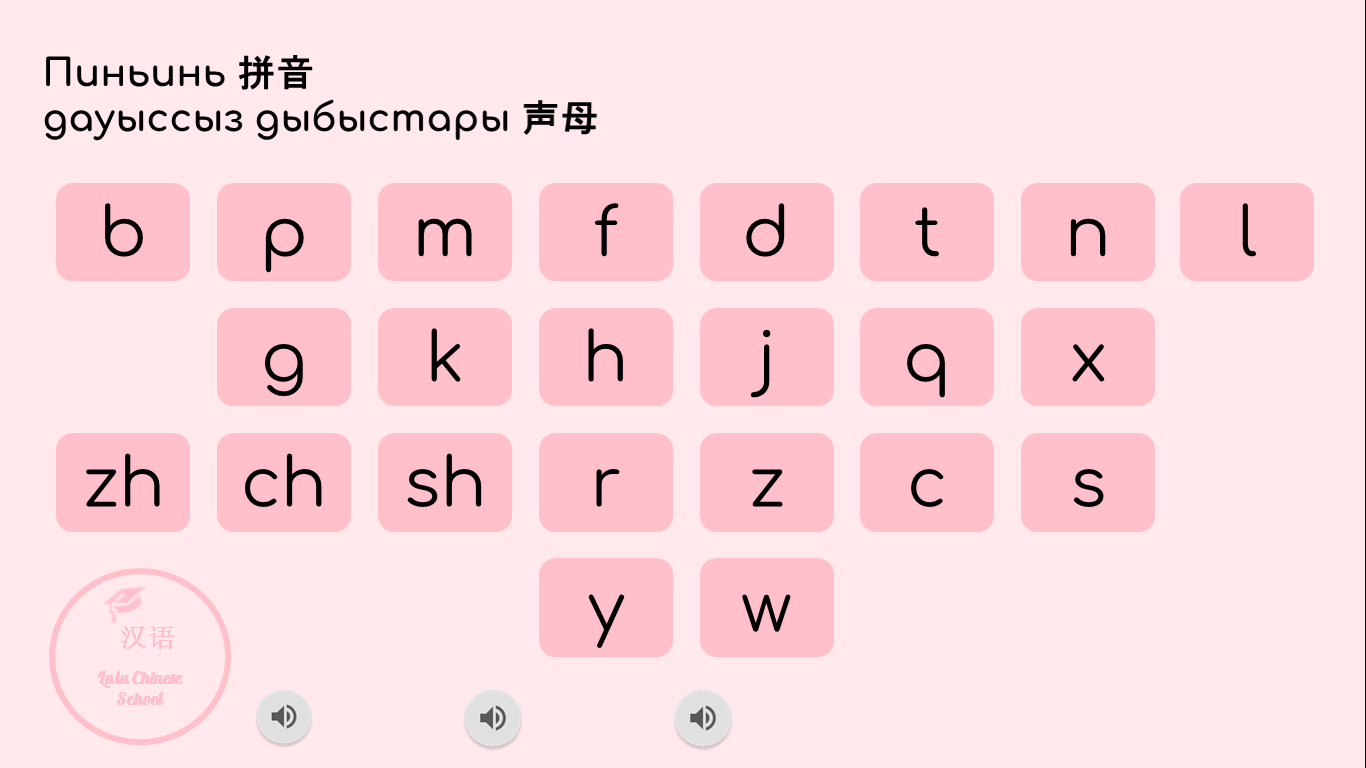 Пиньинь 拼音
дауыссыз дыбыстары 声母
b p m f d t n l
g k h j q x
zh ch sh r z c s
y w
汉语
Lulu Chinese
School